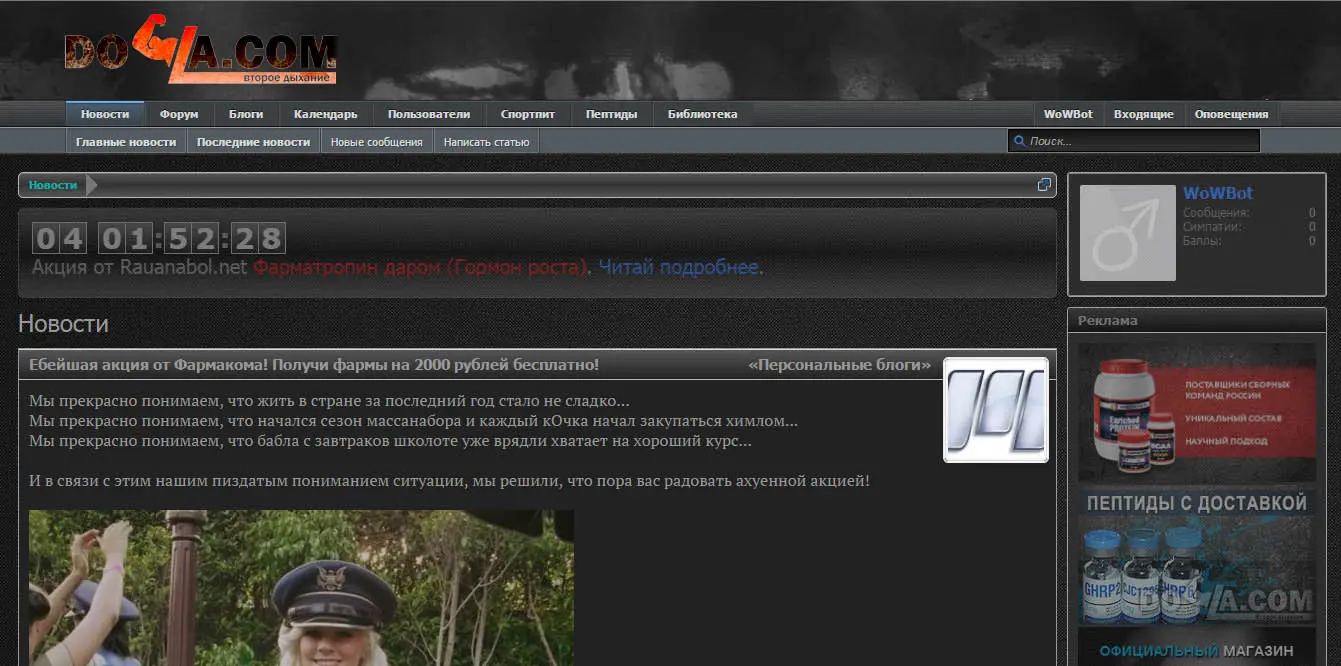 DO4A.COM
второе дыхание
Новости Форум Блоги Календарь Пользователи Спортпит Пептиды Библиотека WoWBot Входящие Оповещения
Главные новости Последние новости Новые сообщения Написать статью Поиск...
Новости
04 01:52:28
Акция от Rauanabol.net Фарматропин даром (Гормон роста). Читай подробнее.
WoWBot
Сообщения: 0
Симпатии: 0
Баллы: 0
Новости
Ебейшая акция от Фармакома! Получи фармы на 2000 рублей бесплатно! «Персональные блоги»
Мы прекрасно понимаем, что жить в стране за последний год стало не сладко...
Мы прекрасно понимаем, что начался сезон массанабора и каждый кОчка начал закупаться химлом...
Мы прекрасно понимаем, что бабла с завтраков школоте уже врядли хватает на хороший курс...
И в связи с этим нашим пиздатым пониманием ситуации, мы решили, что пора вас радовать ахуенной акцией!
Реклама
ПОСТАВЩИКИ СБОРНЫХ
КОМАНД РОССИИ
УНИКАЛЬНЫЙ СОСТАВ
НАУЧНЫЙ ПОДХОД
Enriched
PROTEIN
BCAA
ПЕПТИДЫ С ДОСТАВКОЙ
GHRP2 CJC1295 GHRP6
DO4A.COM
Второе дыхание
ОФИЦИАЛЬНЫЙ МАГАЗИН